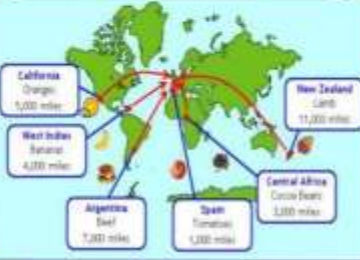 California
Oranges
5,000 miles
West Indies
Bananas
4,000 miles
Argentina
Beef
7,000 miles
Spain
Tomatoes
1,000 miles
Central Africa
Cocoa Beans
3,000 miles
New Zealand
Lamb
11,000 miles